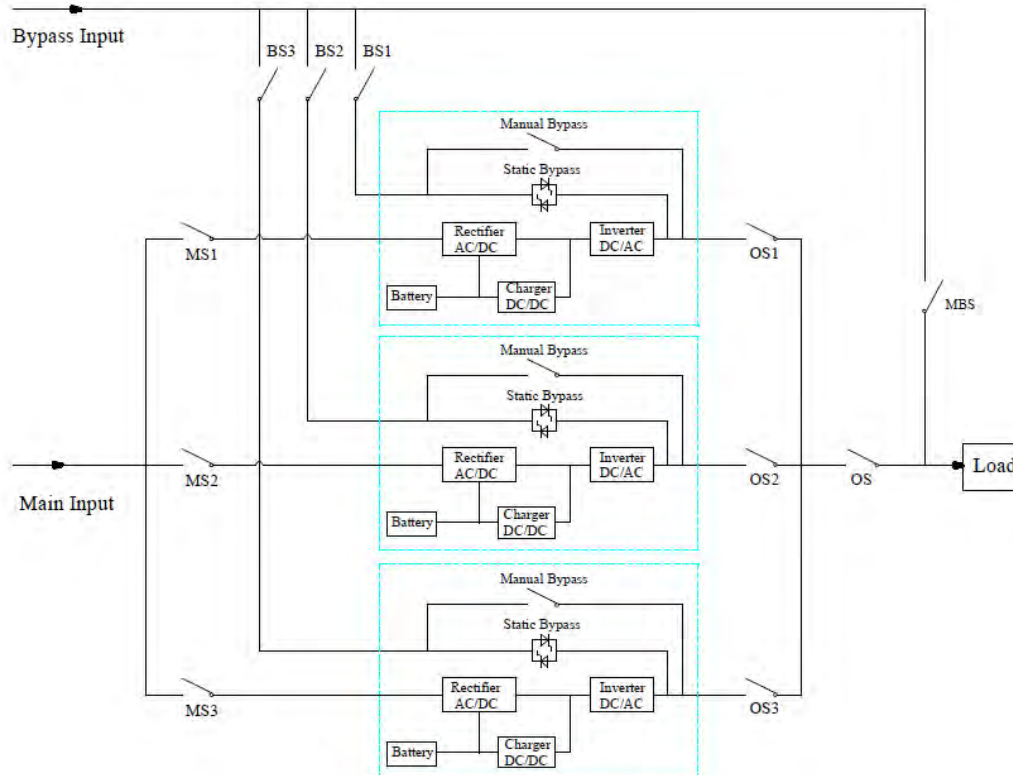 Bypass Input
BS3
BS2
BS1
Manual Bypass
Static Bypass
MS1
Rectifier
AC/DC
Inverter
DC/AC
OS1
Battery
Charger
DC/DC
MBS
Manual Bypass
Static Bypass
Main Input
MS2
Rectifier
AC/DC
Inverter
DC/AC
OS2
OS
Load
Battery
Charger
DC/DC
Manual Bypass
Static Bypass
MS3
Rectifier
AC/DC
Inverter
DC/AC
OS3
Battery
Charger
DC/DC